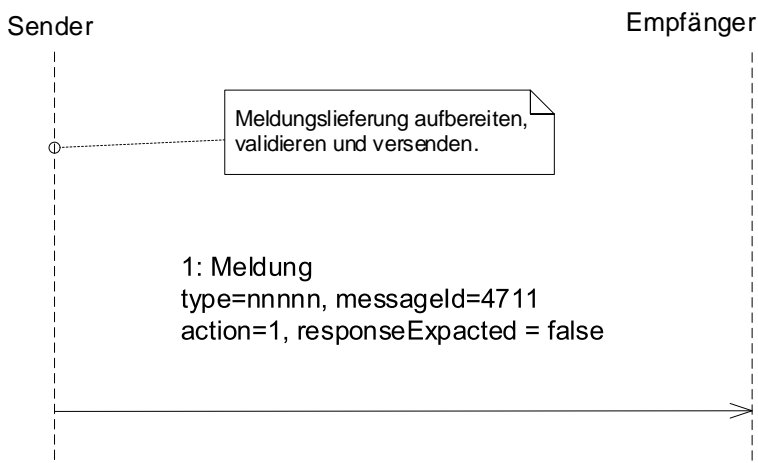 Sender
Empfänger
Meldungslieferung aufbereiten,
validieren und versenden.
1: Meldung
type=nnnnn, messageId=4711
action=1, responseExpacted = false